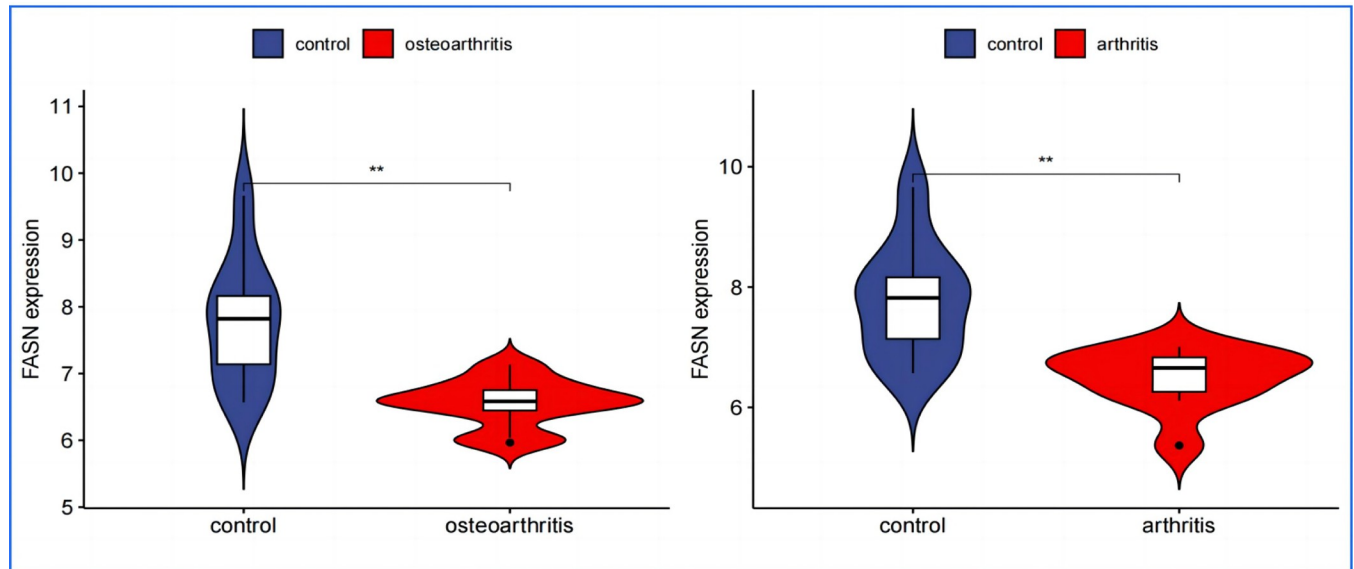 control osteoarthritis
FASN expression
11
10
9
8
7
6
5
**
control osteoarthritis
control arthritis
FASN expression
10
8
6
**
control arthritis